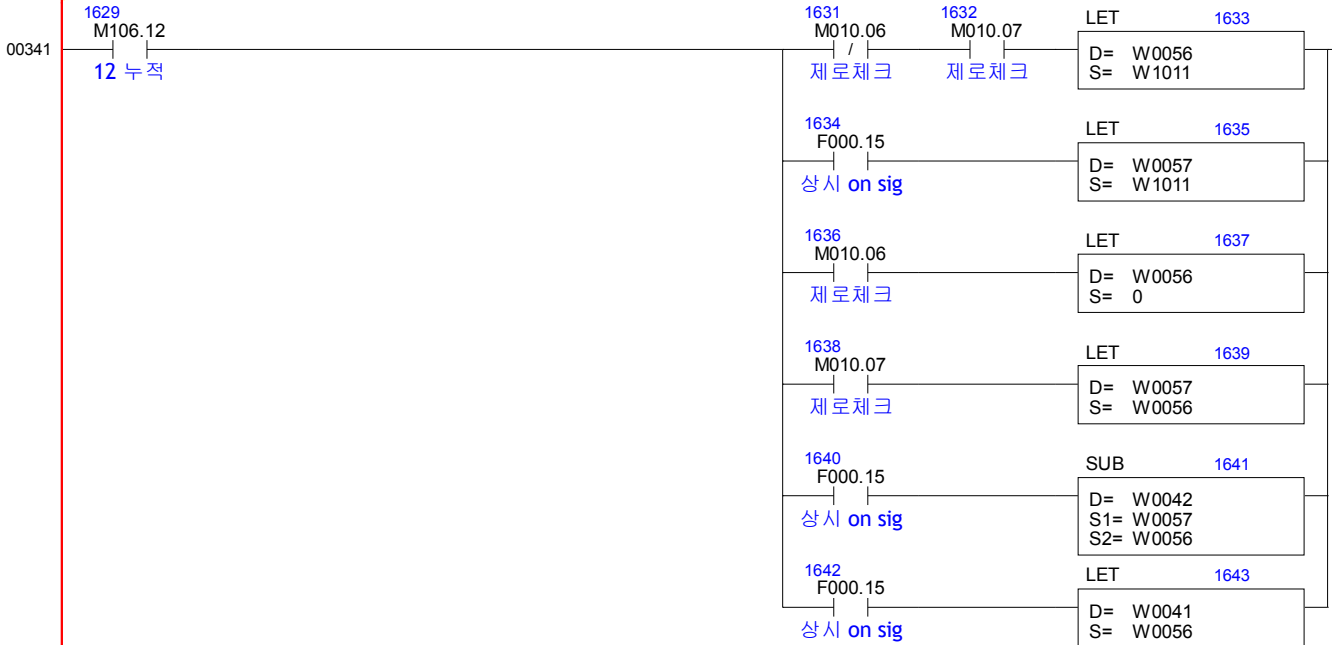 1629
M106.12
00341
12 누적
1631
M010.06
/
제로체크
1632
M010.07
제로체크
LET 1633
D= W0056
S= W1011
1634
F000.15
상시 on sig
LET 1635
D= W0057
S= W1011
1636
M010.06
제로체크
LET 1637
D= W0056
S= 0
1638
M010.07
제로체크
LET 1639
D= W0057
S= W0056
1640
F000.15
상시 on sig
SUB 1641
D= W0042
S1= W0057
S2= W0056
1642
F000.15
상시 on sig
LET 1643
D= W0041
S= W0056